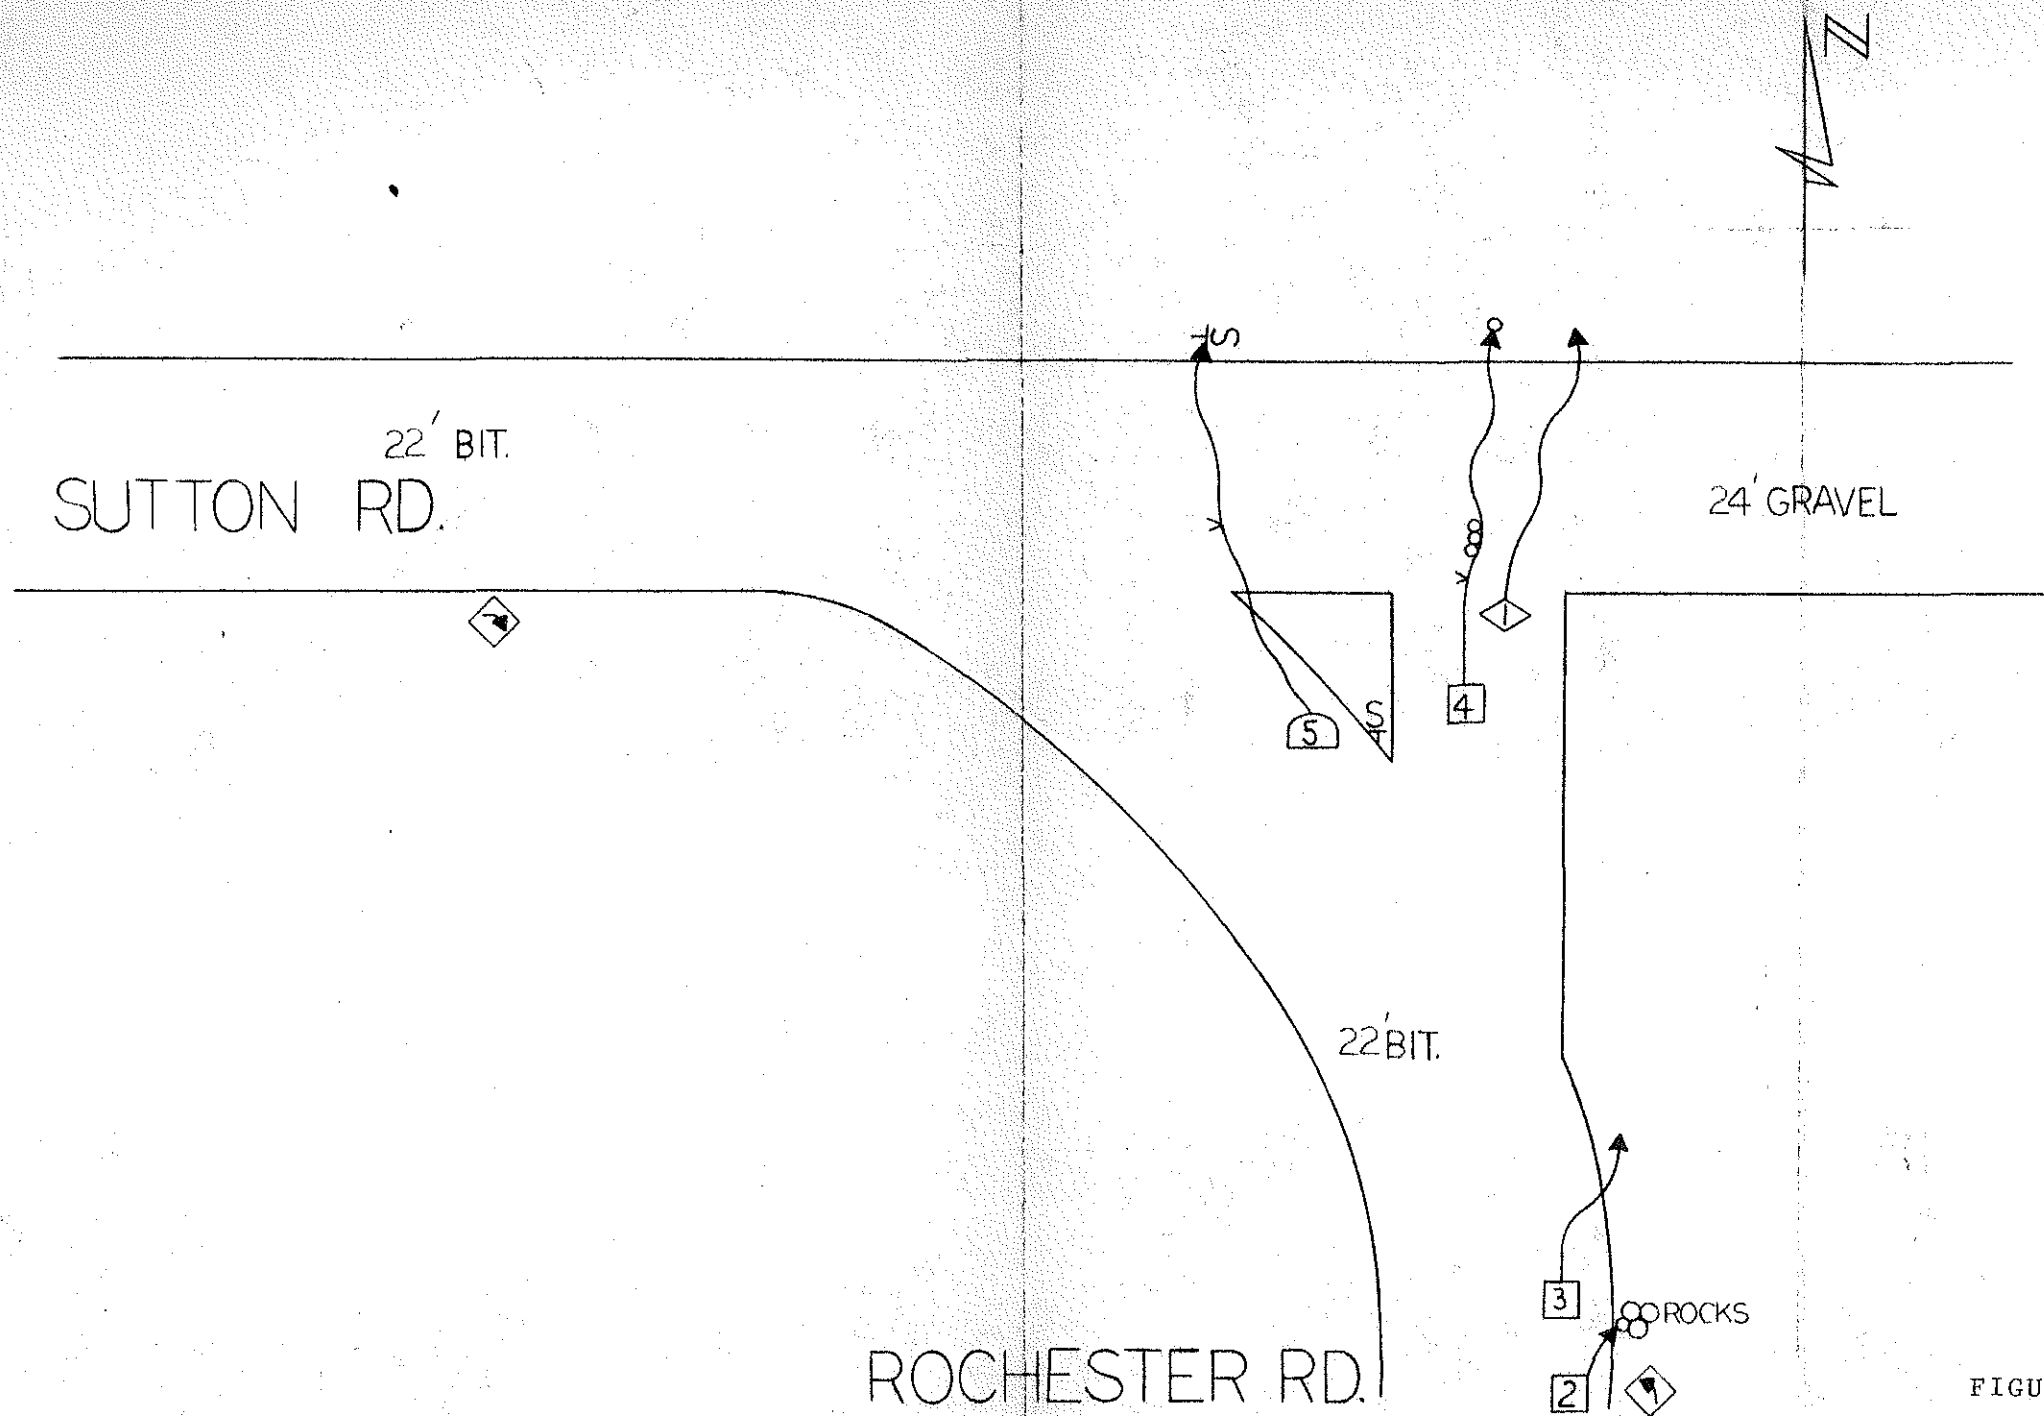 N
S
T
22' BIT.
SUTTON RD.
24' GRAVEL
1
4
S
T
5
22' BIT.
3
ROCKS
ROCHESTER RD.
2
FIGU